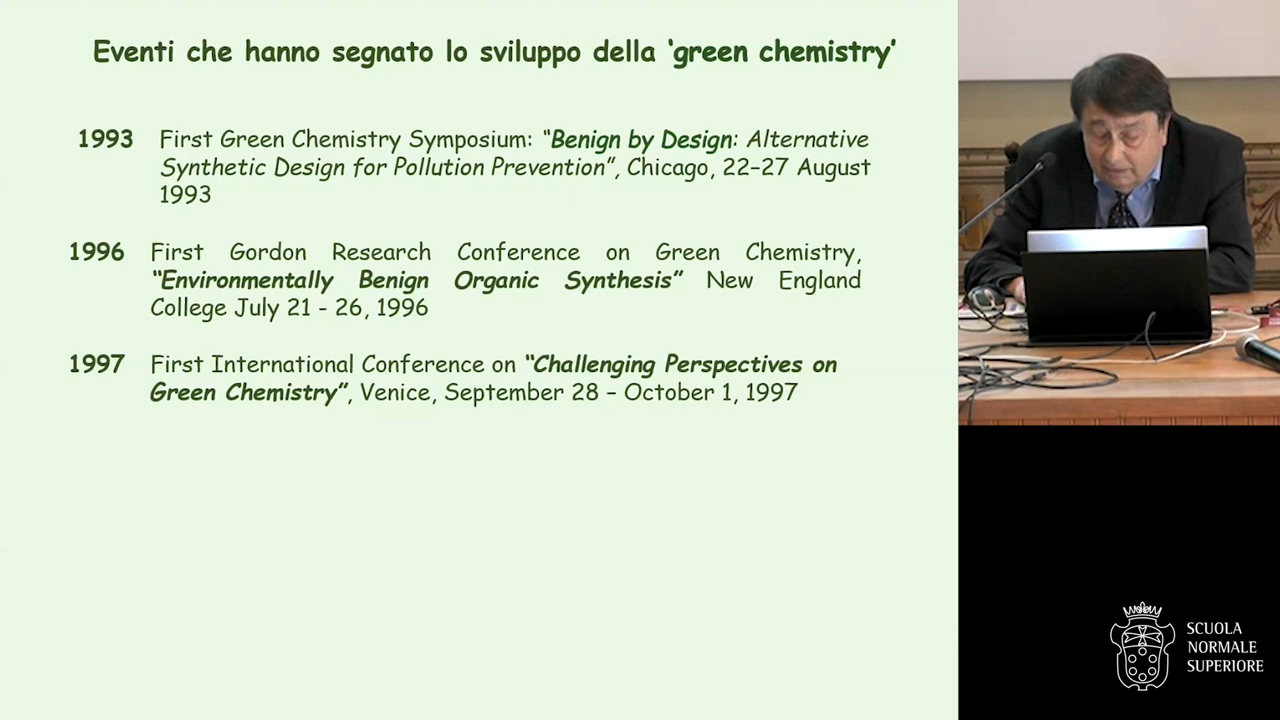 Eventi che hanno segnato lo sviluppo della ‘green chemistry’
1993 First Green Chemistry Symposium: “Benign by Design: Alternative
Synthetic Design for Pollution Prevention”, Chicago, 22–27 August
1993
1996 First Gordon Research Conference on Green Chemistry,
“Environmentally Benign Organic Synthesis” New England
College July 21 - 26, 1996
1997 First International Conference on “Challenging Perspectives on
Green Chemistry”, Venice, September 28 – October 1, 1997
SCUOLA
NORMALE
SUPERIORE